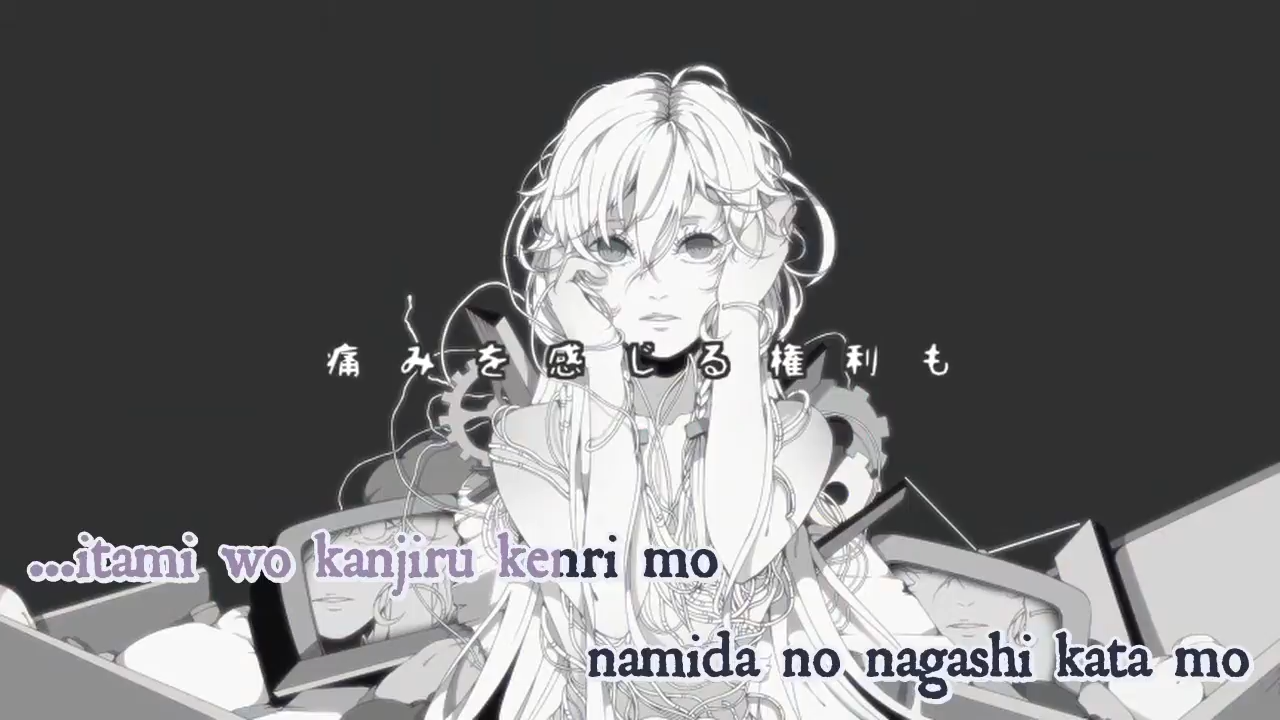 痛みを感じる権利も
...itami wo kanjiru kenri mo
namida no nagashi kata mo